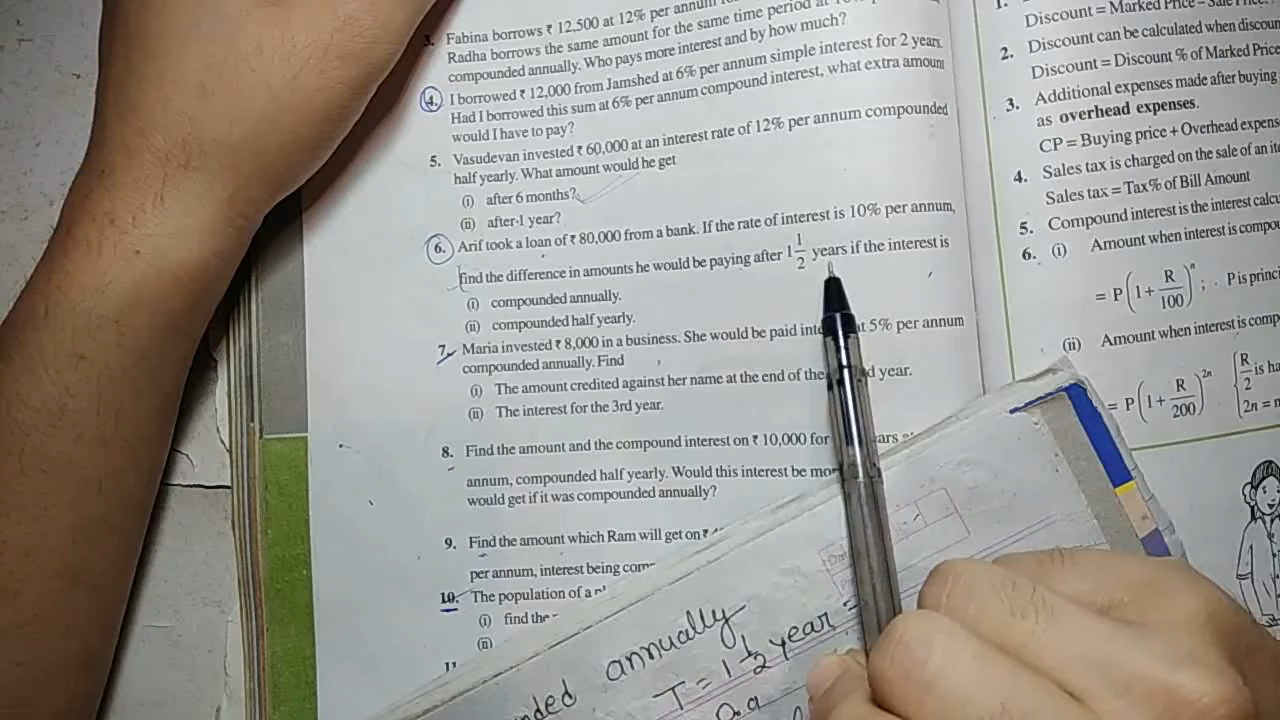 3. Fabina borrows ₹ 12,500 at 12% per annum
Radha borrows the same amount for the same time period at
compounded annually. Who pays more interest and by how much?
4. I borrowed ₹ 12,000 from Jamshed at 6% per annum simple interest for 2 years.
Had I borrowed this sum at 6% per annum compound interest, what extra amount
would I have to pay?
5. Vasudevan invested ₹ 60,000 at an interest rate of 12% per annum compounded
half yearly. What amount would he get
(i) after 6 months?
(ii) after 1 year?
6. Arif took a loan of ₹ 80,000 from a bank. If the rate of interest is 10% per annum,
find the difference in amounts he would be paying after 1 1/2 years if the interest is
(i) compounded annually.
(ii) compounded half yearly.
7. Maria invested ₹ 8,000 in a business. She would be paid at 5% per annum
compounded annually. Find
(i) The amount credited against her name at the end of the year.
(ii) The interest for the 3rd year.
8. Find the amount and the compound interest on ₹ 10,000 for
annum, compounded half yearly. Would this interest be
would get if it was compounded annually?
9. Find the amount which Ram will get on ₹
per annum, interest being
10. The population of a
(i) find the
(ii)
11
Discount = Marked Price – Sale Price
2. Discount can be calculated when
Discount = Discount % of Marked Price
3. Additional expenses made after buying
as overhead expenses.
CP = Buying price + Overhead
4. Sales tax is charged on the sale of an
Sales tax = Tax% of Bill Amount
5. Compound interest is the interest
6. (i) Amount when interest is
= P(1 + R/100)^n ; P is
(ii) Amount when interest is
= P(1 + R/200)^2n { R/2 is
2n =
annually
T = 1 1/2 year =